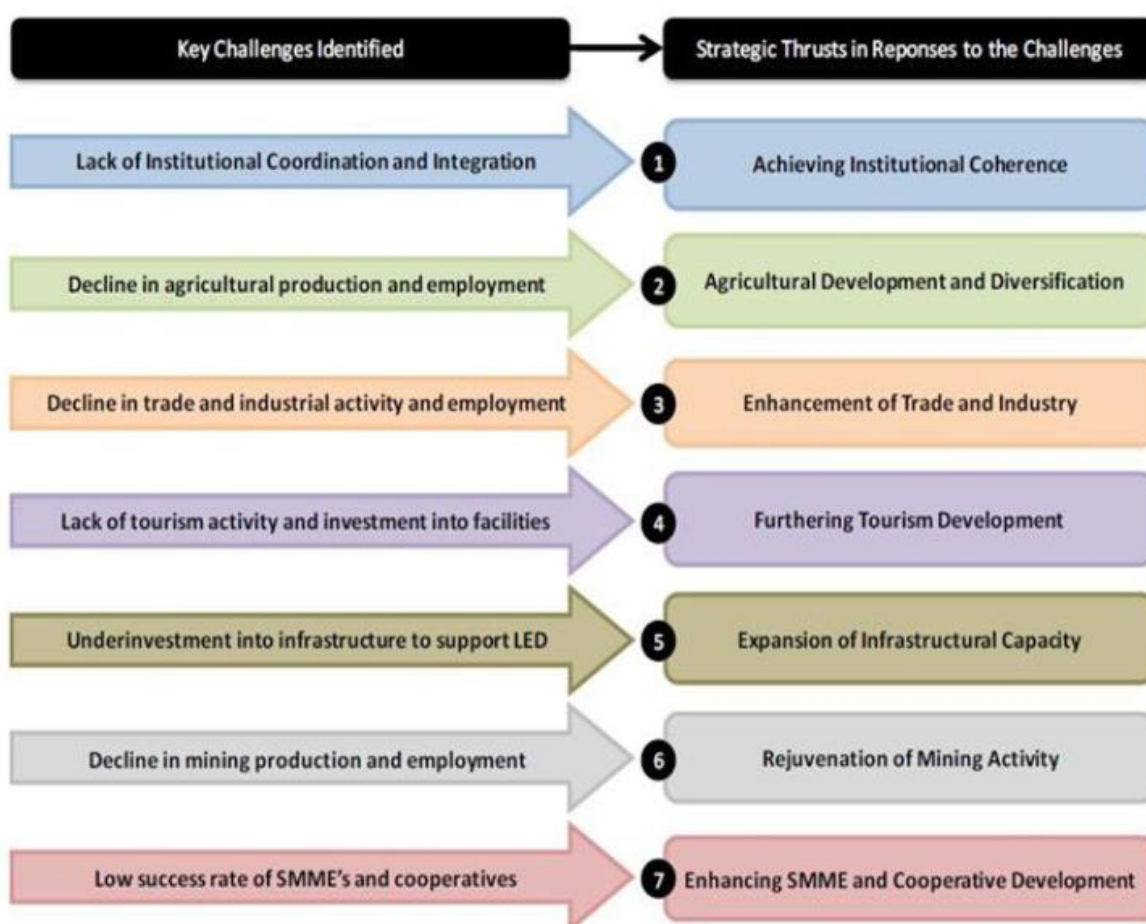 Key Challenges Identified
Strategic Thrusts in Reponses to the Challenges
Lack of Institutional Coordination and Integration
1
Achieving Institutional Coherence
Decline in agricultural production and employment
2
Agricultural Development and Diversification
Decline in trade and industrial activity and employment
3
Enhancement of Trade and Industry
Lack of tourism activity and investment into facilities
4
Furthering Tourism Development
Underinvestment into infrastructure to support LED
5
Expansion of Infrastructural Capacity
Decline in mining production and employment
6
Rejuvenation of Mining Activity
Low success rate of SMME's and cooperatives
7
Enhancing SMME and Cooperative Development